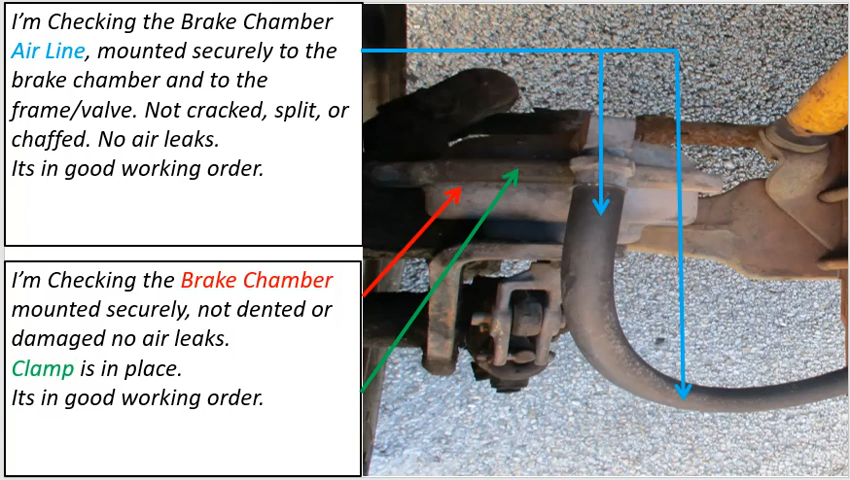 I'm Checking the Brake Chamber
Air Line, mounted securely to the
brake chamber and to the
frame/valve. Not cracked, split, or
chaffed. No air leaks.
Its in good working order.
I'm Checking the Brake Chamber
mounted securely, not dented or
damaged no air leaks.
Clamp is in place.
Its in good working order.